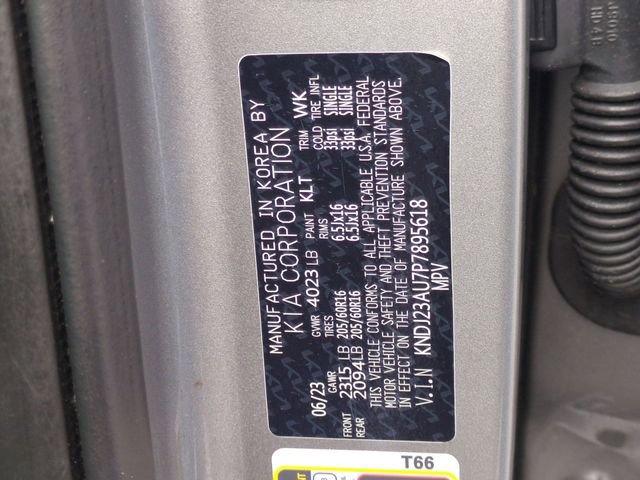 MANUFACTURED IN KOREA BY
KIA CORPORATION
06/23 GVWR 4023 LB PAINT KLT TRIM WK
GAWR TIRES RIMS COLD TIRE INFL
FRONT 2315 LB 205/60R16 6.5Jx16 33psi SINGLE
REAR 2094LB 205/60R16 6.5Jx16 33psi SINGLE
THIS VEHICLE CONFORMS TO ALL APPLICABLE U.S.A. FEDERAL
MOTOR VEHICLE SAFETY AND THEFT PREVENTION STANDARDS
IN EFFECT ON THE DATE OF MANUFACTURE SHOWN ABOVE.
V.I.N KNDJ23AU7P7895618
MPV
T66